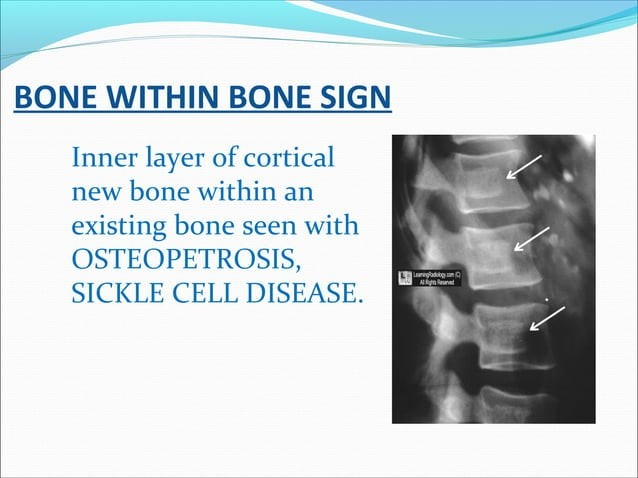 BONE WITHIN BONE SIGN
Inner layer of cortical
new bone within an
existing bone seen with
OSTEOPETROSIS,
SICKLE CELL DISEASE.
LearningRadiology.com (C)
All Rights Reserved